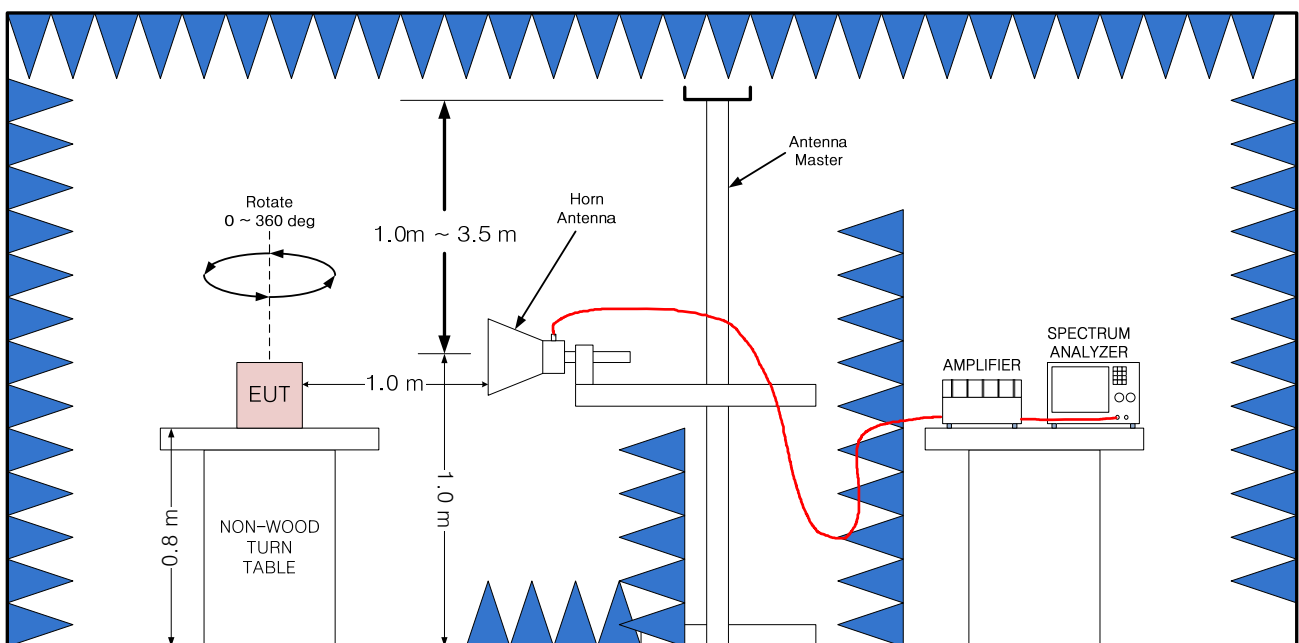 Antenna
Master
Rotate
0 ~ 360 deg
Horn
Antenna
1.0m ~ 3.5 m
SPECTRUM
ANALYZER
AMPLIFIER
EUT
1.0 m
1.0 m
0.8 m
NON-WOOD
TURN
TABLE